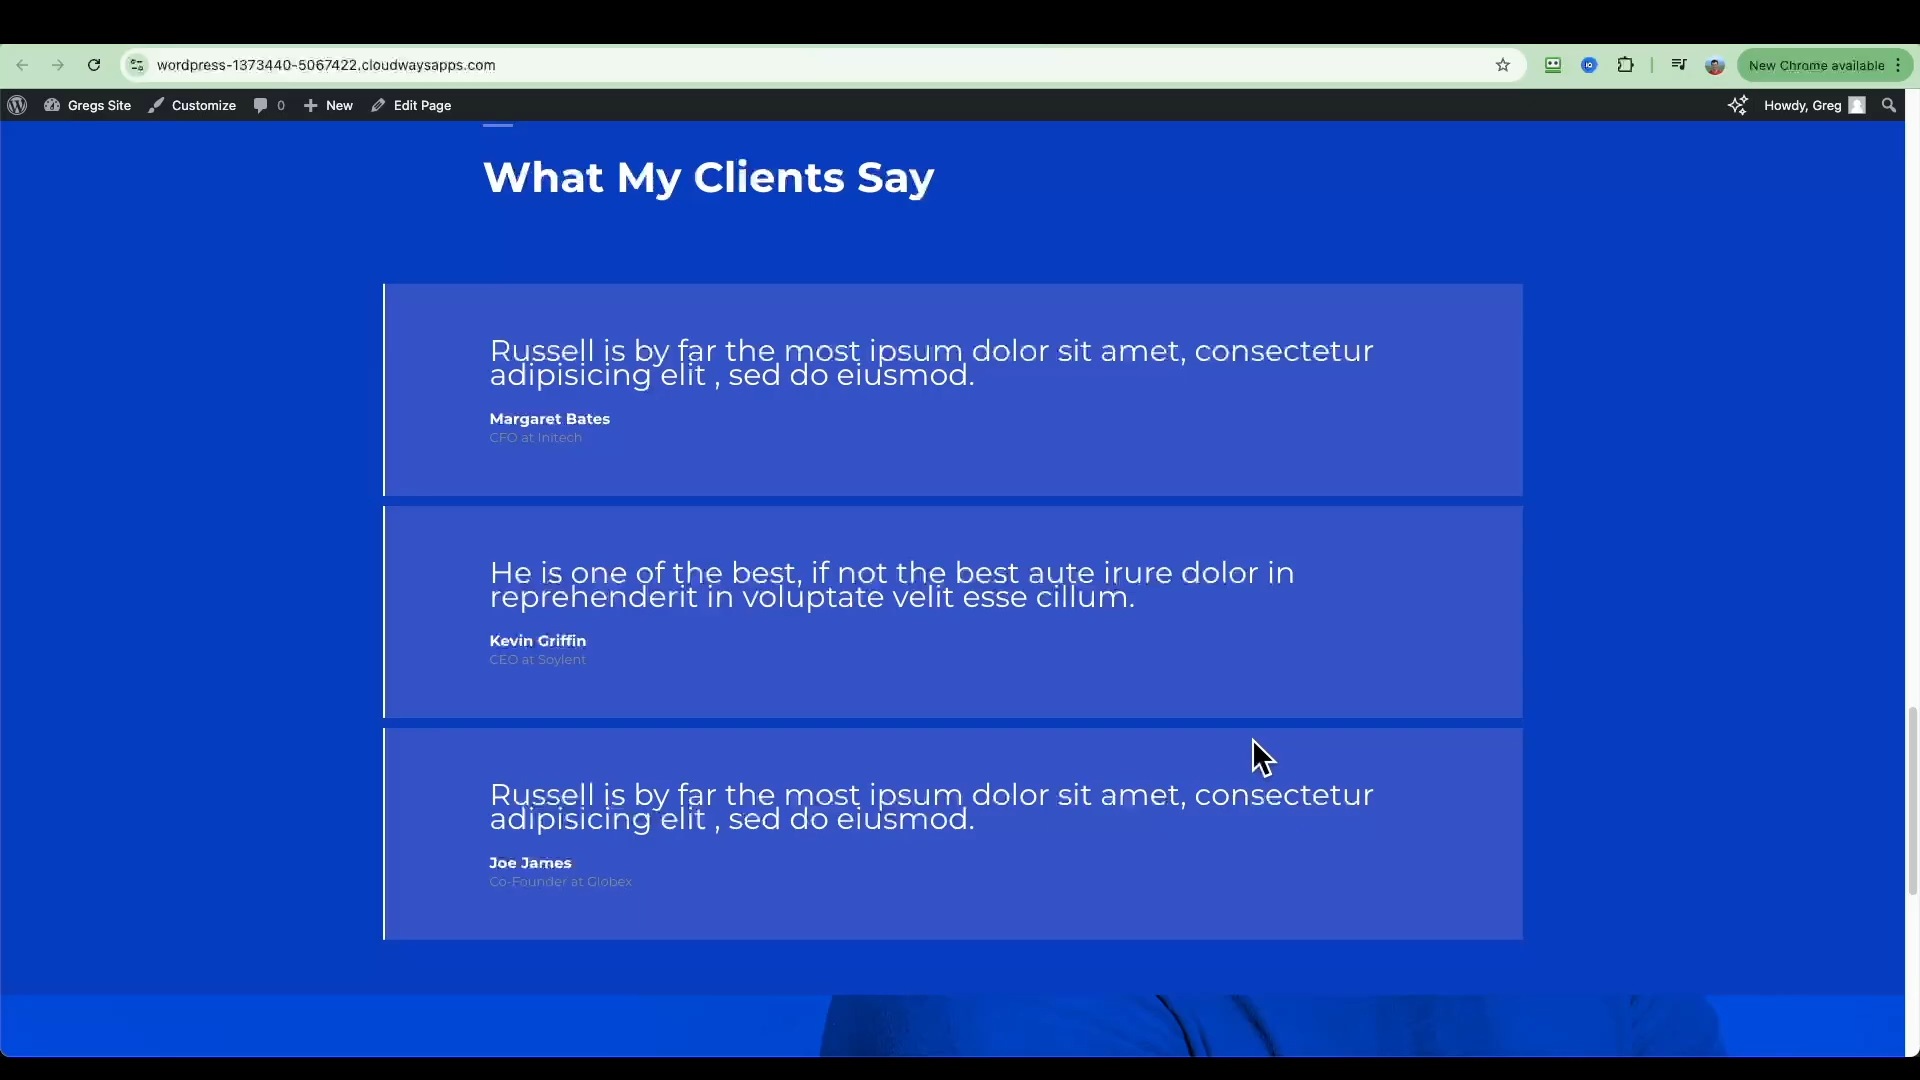 wordpress-1373440-5067422.cloudwaysapps.com
New Chrome available
Gregs Site
Customize
0
New
Edit Page
Howdy, Greg
What My Clients Say
Russell is by far the most ipsum dolor sit amet, consectetur
adipisicing elit , sed do eiusmod.
Margaret Bates
CFO at Initech
He is one of the best, if not the best aute irure dolor in
reprehenderit in voluptate velit esse cillum.
Kevin Griffin
CEO at Soylent
Russell is by far the most ipsum dolor sit amet, consectetur
adipisicing elit , sed do eiusmod.
Joe James
Co-Founder at Globex